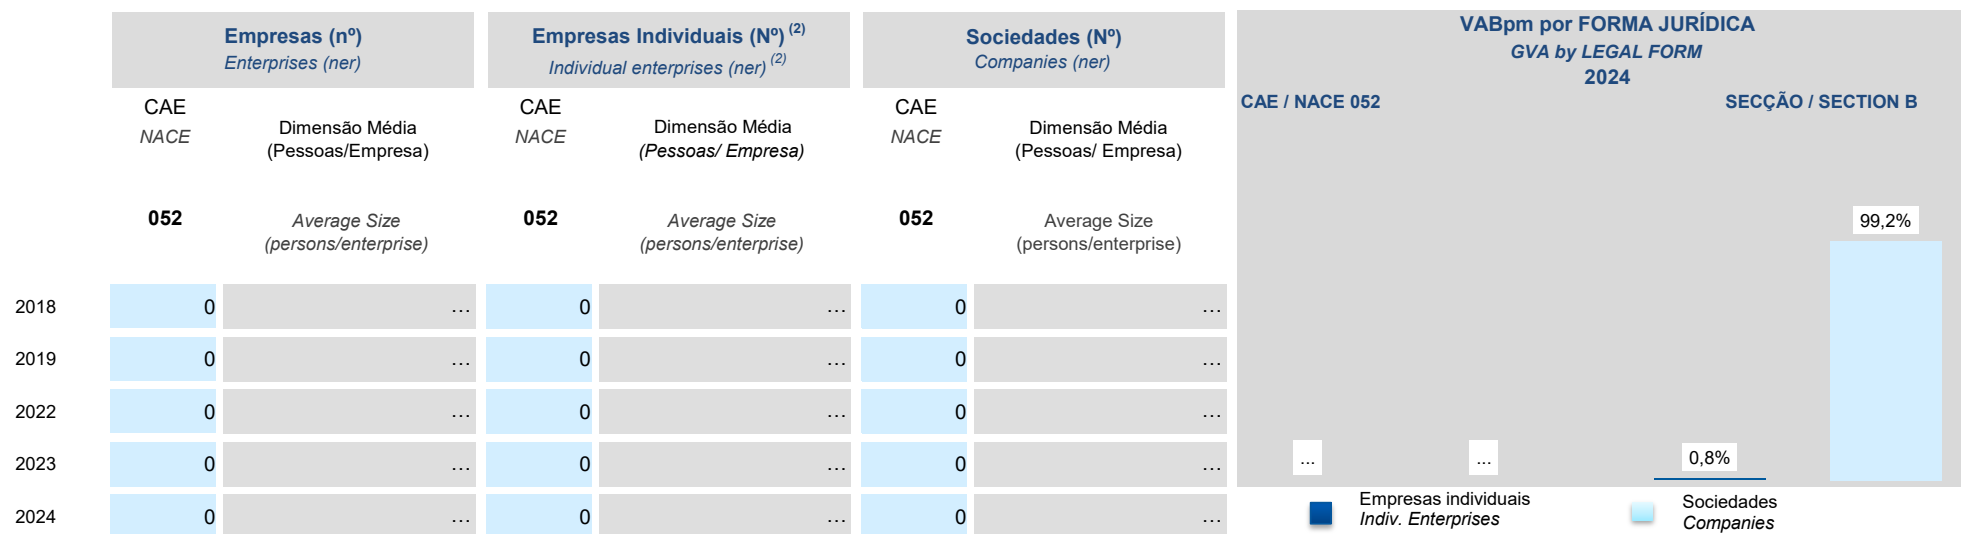 Empresas (nº)
Enterprises (ner)
Empresas Individuais (Nº) (2)
Individual enterprises (ner) (2)
Sociedades (Nº)
Companies (ner)
CAE
NACE
Dimensão Média
(Pessoas/Empresa)
CAE
NACE
Dimensão Média
(Pessoas/ Empresa)
CAE
NACE
Dimensão Média
(Pessoas/ Empresa)
052
Average Size
(persons/enterprise)
052
Average Size
(persons/enterprise)
052
Average Size
(persons/enterprise)
2018 0 ... 0 ... 0 ...
2019 0 ... 0 ... 0 ...
2022 0 ... 0 ... 0 ...
2023 0 ... 0 ... 0 ...
2024 0 ... 0 ... 0 ...
VABpm por FORMA JURÍDICA
GVA by LEGAL FORM
2024
CAE / NACE 052
SECÇÃO / SECTION B
99,2%
...
...
0,8%
Empresas individuais
Indiv. Enterprises
Sociedades
Companies